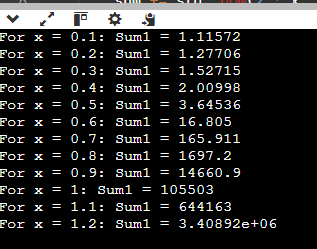 For x = 0.1: Sum1 = 1.11572
For x = 0.2: Sum1 = 1.27706
For x = 0.3: Sum1 = 1.52715
For x = 0.4: Sum1 = 2.00998
For x = 0.5: Sum1 = 3.64536
For x = 0.6: Sum1 = 16.805
For x = 0.7: Sum1 = 165.911
For x = 0.8: Sum1 = 1697.2
For x = 0.9: Sum1 = 14660.9
For x = 1: Sum1 = 105503
For x = 1.1: Sum1 = 644163
For x = 1.2: Sum1 = 3.40892e+06